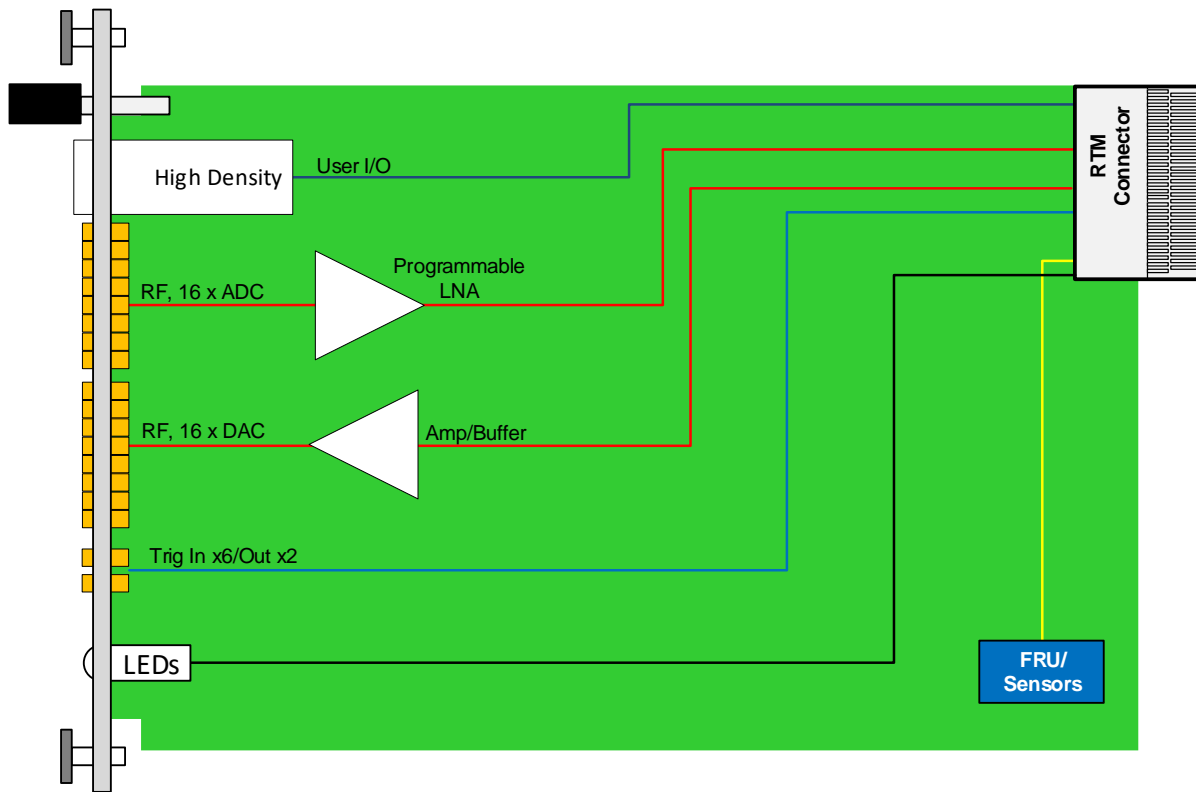 User I/O
High Density
RTM
Connector
Programmable
LNA
RF, 16 x ADC
RF, 16 x DAC
Amp/Buffer
Trig In x6/Out x2
LEDs
FRU/
Sensors